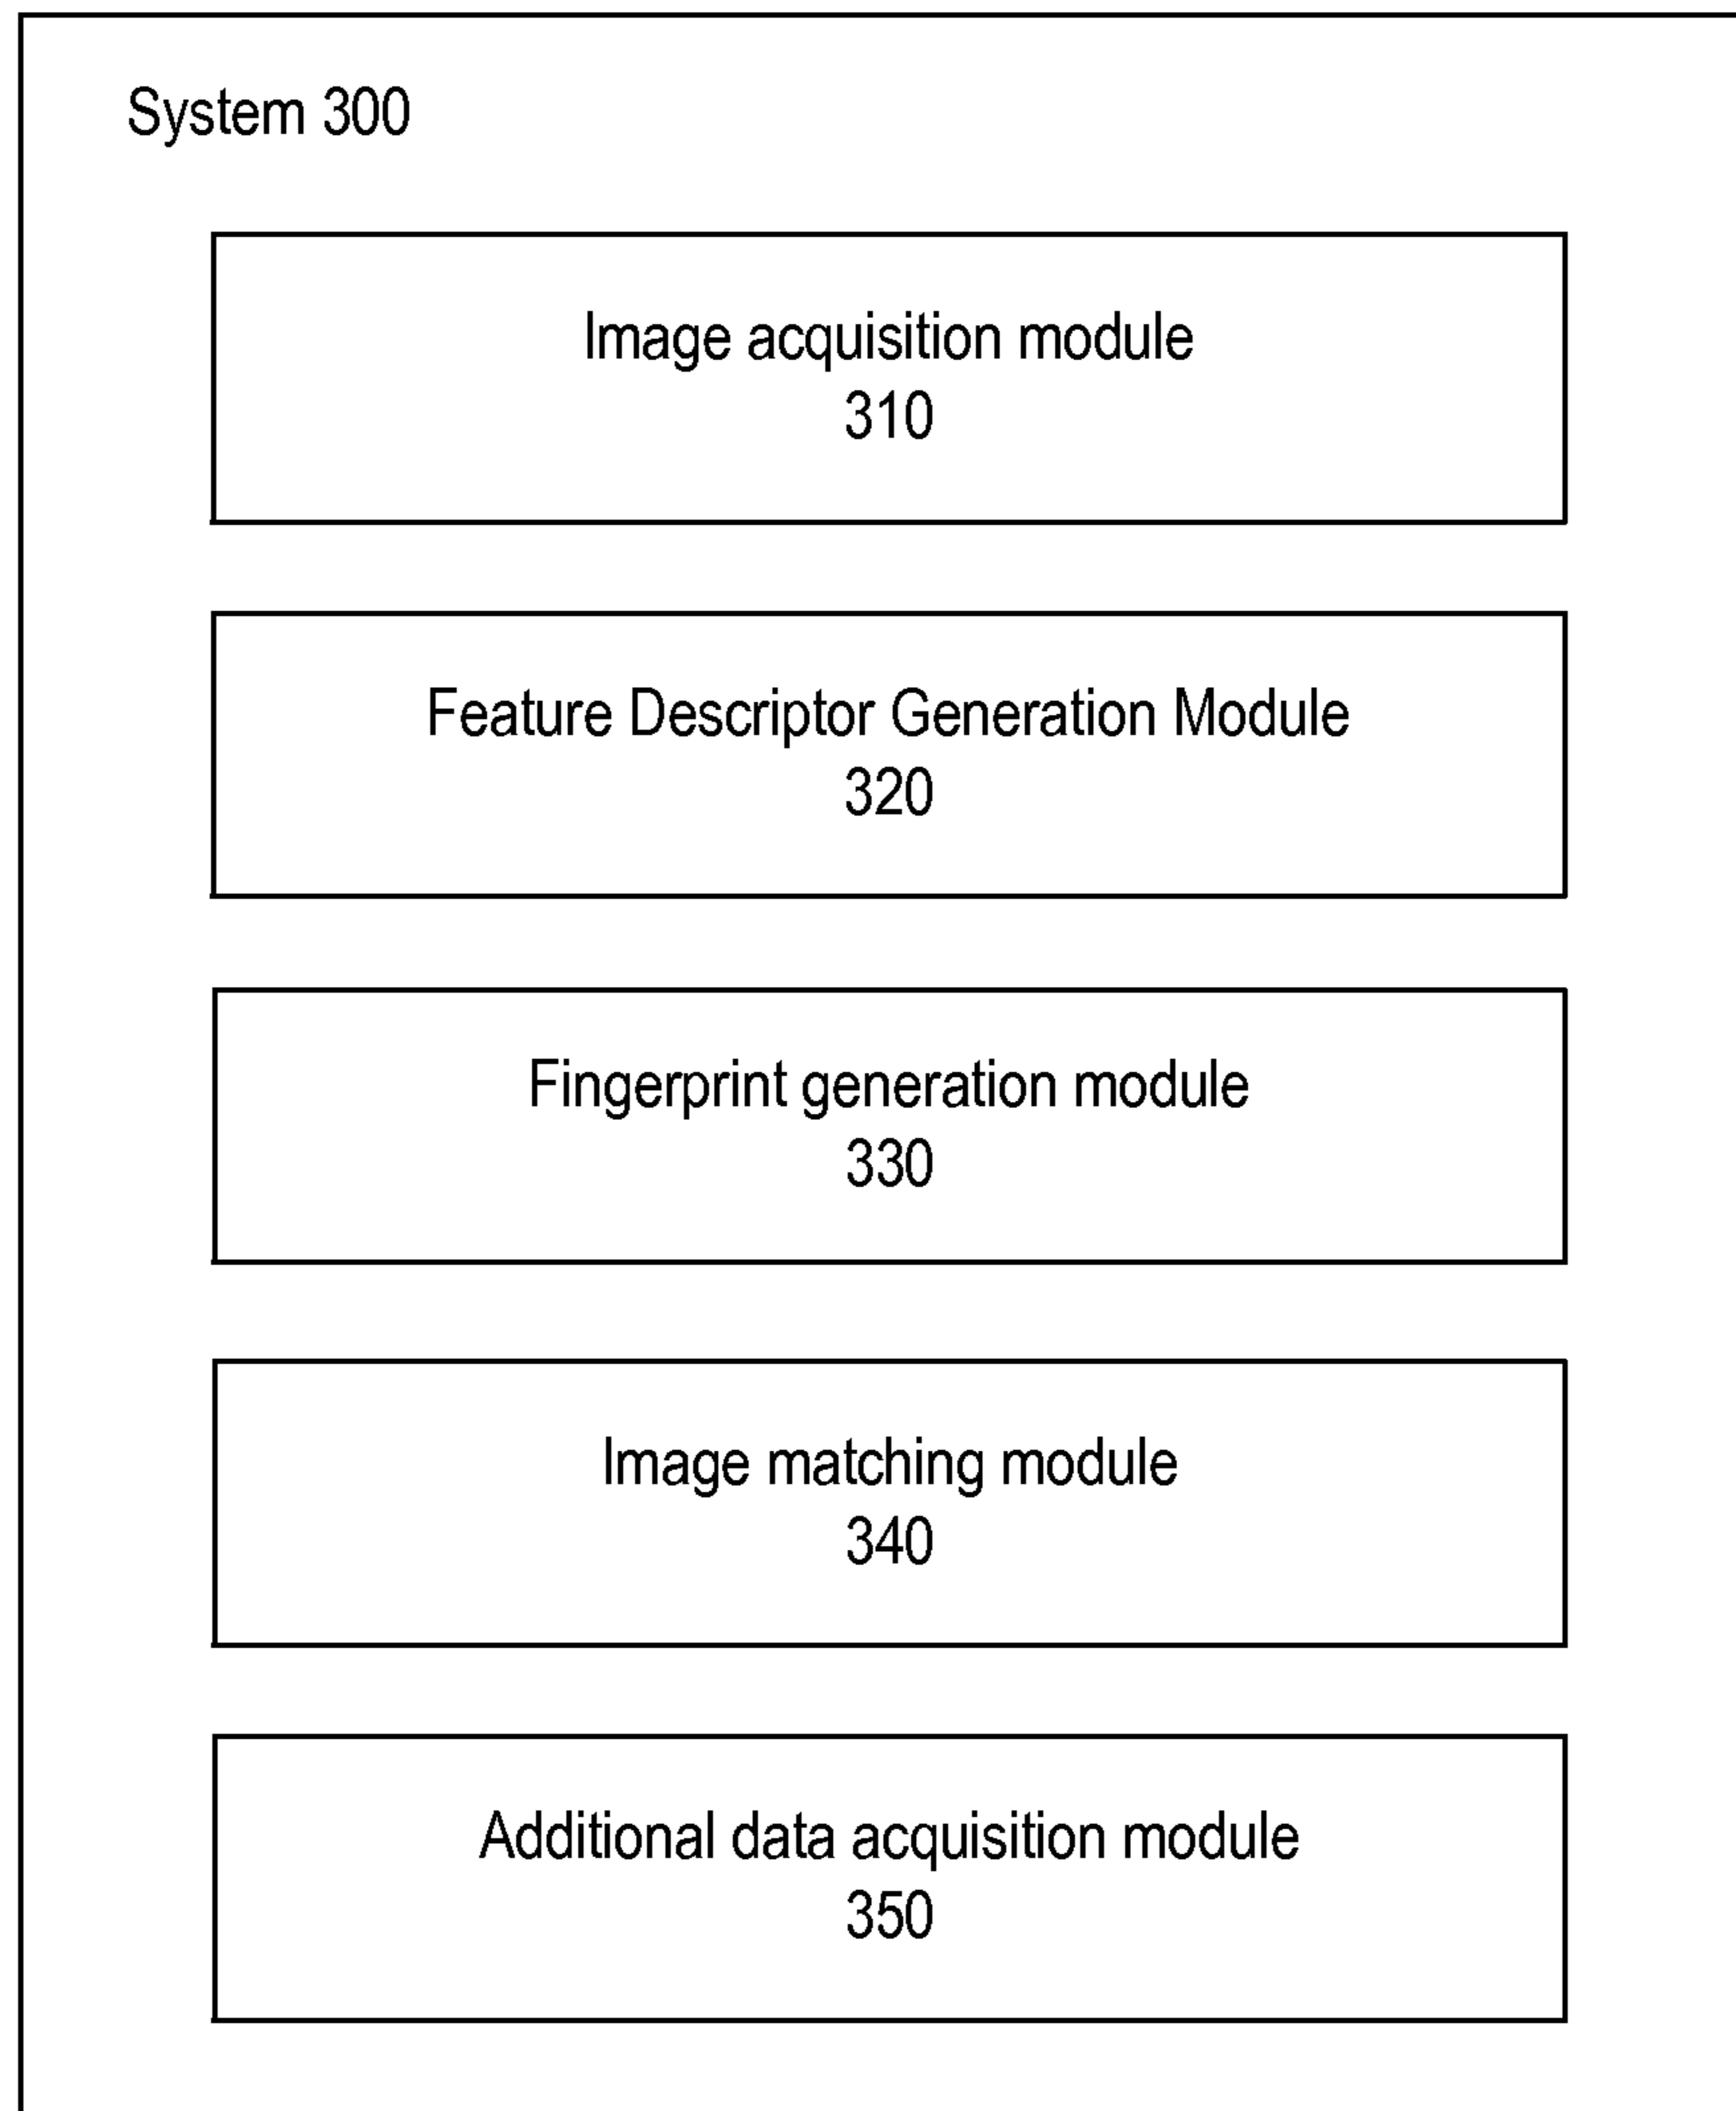 System 300
Image acquisition module
310
Feature Descriptor Generation Module
320
Fingerprint generation module
330
Image matching module
340
Additional data acquisition module
350